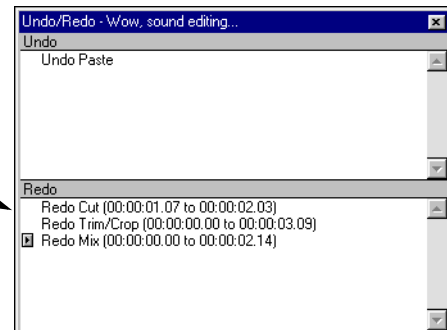 Undo/Redo - Wow, sound editing...
Undo
Undo Paste
Redo
Redo Cut (00:00:01.07 to 00:00:02.03)
Redo Trim/Crop (00:00:00.00 to 00:00:03.09)
Redo Mix (00:00:00.00 to 00:00:02.14)